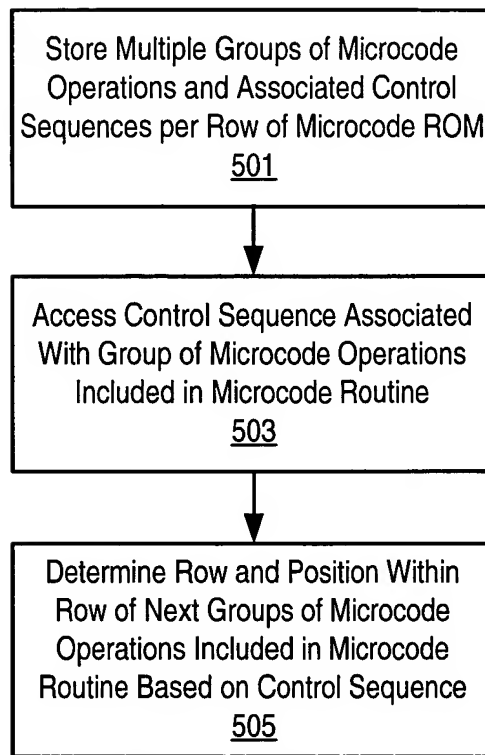 Store Multiple Groups of Microcode
Operations and Associated Control
Sequences per Row of Microcode ROM
501
Access Control Sequence Associated
With Group of Microcode Operations
Included in Microcode Routine
503
Determine Row and Position Within
Row of Next Groups of Microcode
Operations Included in Microcode
Routine Based on Control Sequence
505